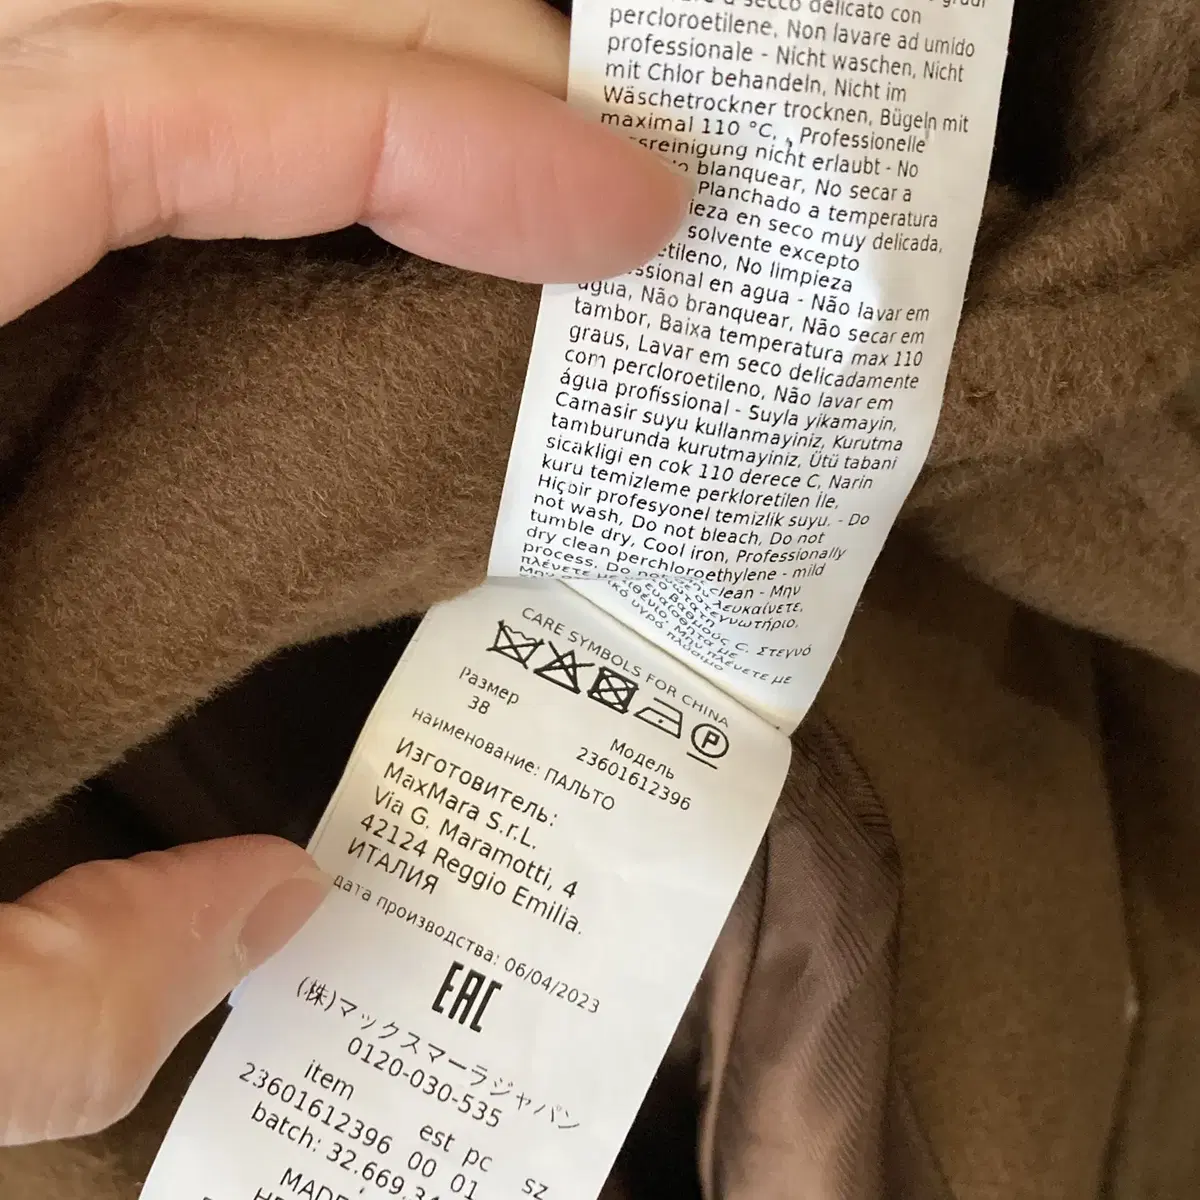 secco delicato con
percloroetilene, Non lavare ad umido
professionale - Nicht waschen, Nicht
mit Chlor behandeln, Nicht im
Wäschetrockner trocknen, Bügeln mit
maximal 110 °C, , Professionelle
nicht erlaubt - No
blanquear, No secar a
Planchado a temperatura
en seco muy delicada,
solvente excepto
No limpieza
en agua - Não lavar em
água, Não branquear, Não secar em
tambor, Baixa temperatura max 110
graus, Lavar em seco delicadamente
com percloroetileno, Não lavar em
água profissional - Suyla yikamayin,
Camasir suyu kullanmayiniz, Kurutma
tamburunda kurutmayiniz, Ütü tabani
sicakligi en cok 110 derece C, Narin
kuru temizleme perkloretilen İle,
Hiçbir profesyonel temizlik suyu. - Do
not wash, Do not bleach, Do not
tumble dry, Cool iron, Professionally
dry clean perchloroethylene - mild
process. Do - Μην
πλένετε λευκαίνετε.
C. Στεγνό
CARE SYMBOLS FOR CHINA
P
Размер
38
Модель
23601612396
наименование: ПАЛЬТО
Изготовитель:
MaxMara S.r.L.
Via G. Maramotti, 4
42124 Reggio Emilia.
ИТАЛИЯ
дата производства: 06/04/2023
EAC
(株)マックスマーラジャパン
0120-030-535
item est pc sz
23601612396 00 01
batch: 32.669